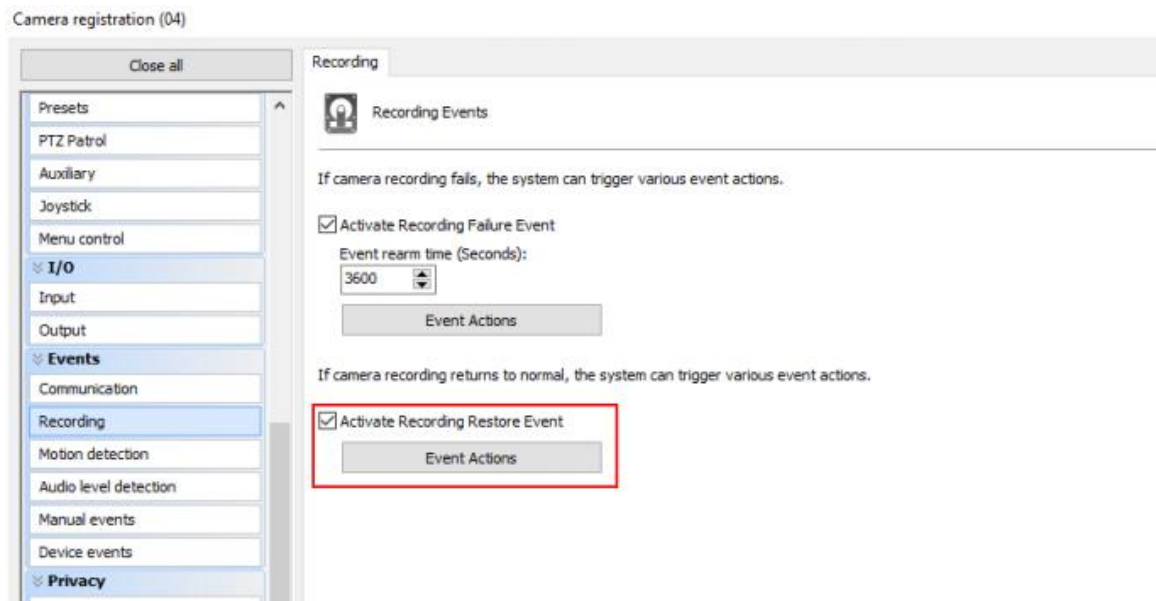 Camera registration (04)
Close all
Presets
PTZ Patrol
Auxiliary
Joystick
Menu control
I/O
Input
Output
Events
Communication
Recording
Motion detection
Audio level detection
Manual events
Device events
Privacy
Recording
Recording Events
If camera recording fails, the system can trigger various event actions.
Activate Recording Failure Event
Event rearm time (Seconds):
3600
Event Actions
If camera recording returns to normal, the system can trigger various event actions.
Activate Recording Restore Event
Event Actions